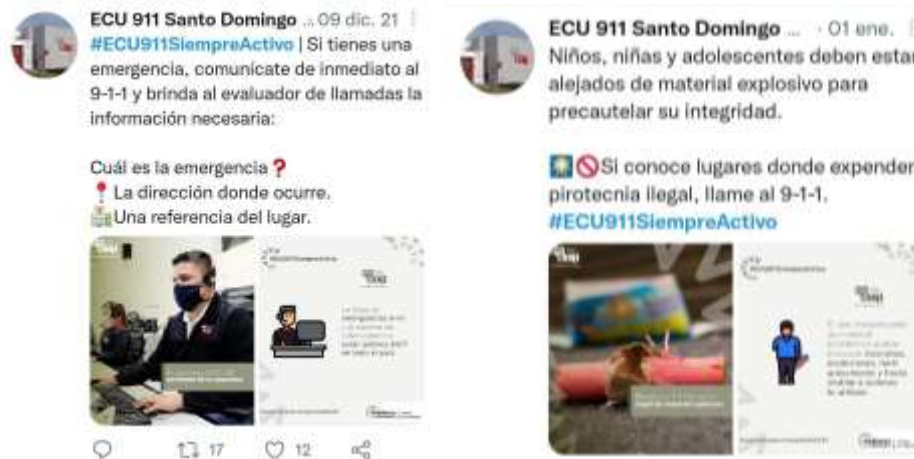 ECU 911 Santo Domingo ... 09 dic. 21
#ECU911SiempreActivo | Si tienes una
emergencia, comunícate de inmediato al
9-1-1 y brinda al evaluador de llamadas la
información necesaria:
Cuál es la emergencia ❓
📍 La dirección donde ocurre.
🏡 Una referencia del lugar.
17
12
ECU 911 Santo Domingo ... · 01 ene.
Niños, niñas y adolescentes deben estar
alejados de material explosivo para
precautelar su integridad.
🎇🚫Si conoce lugares donde expenden
pirotecnia ilegal, llame al 9-1-1.
#ECU911SiempreActivo